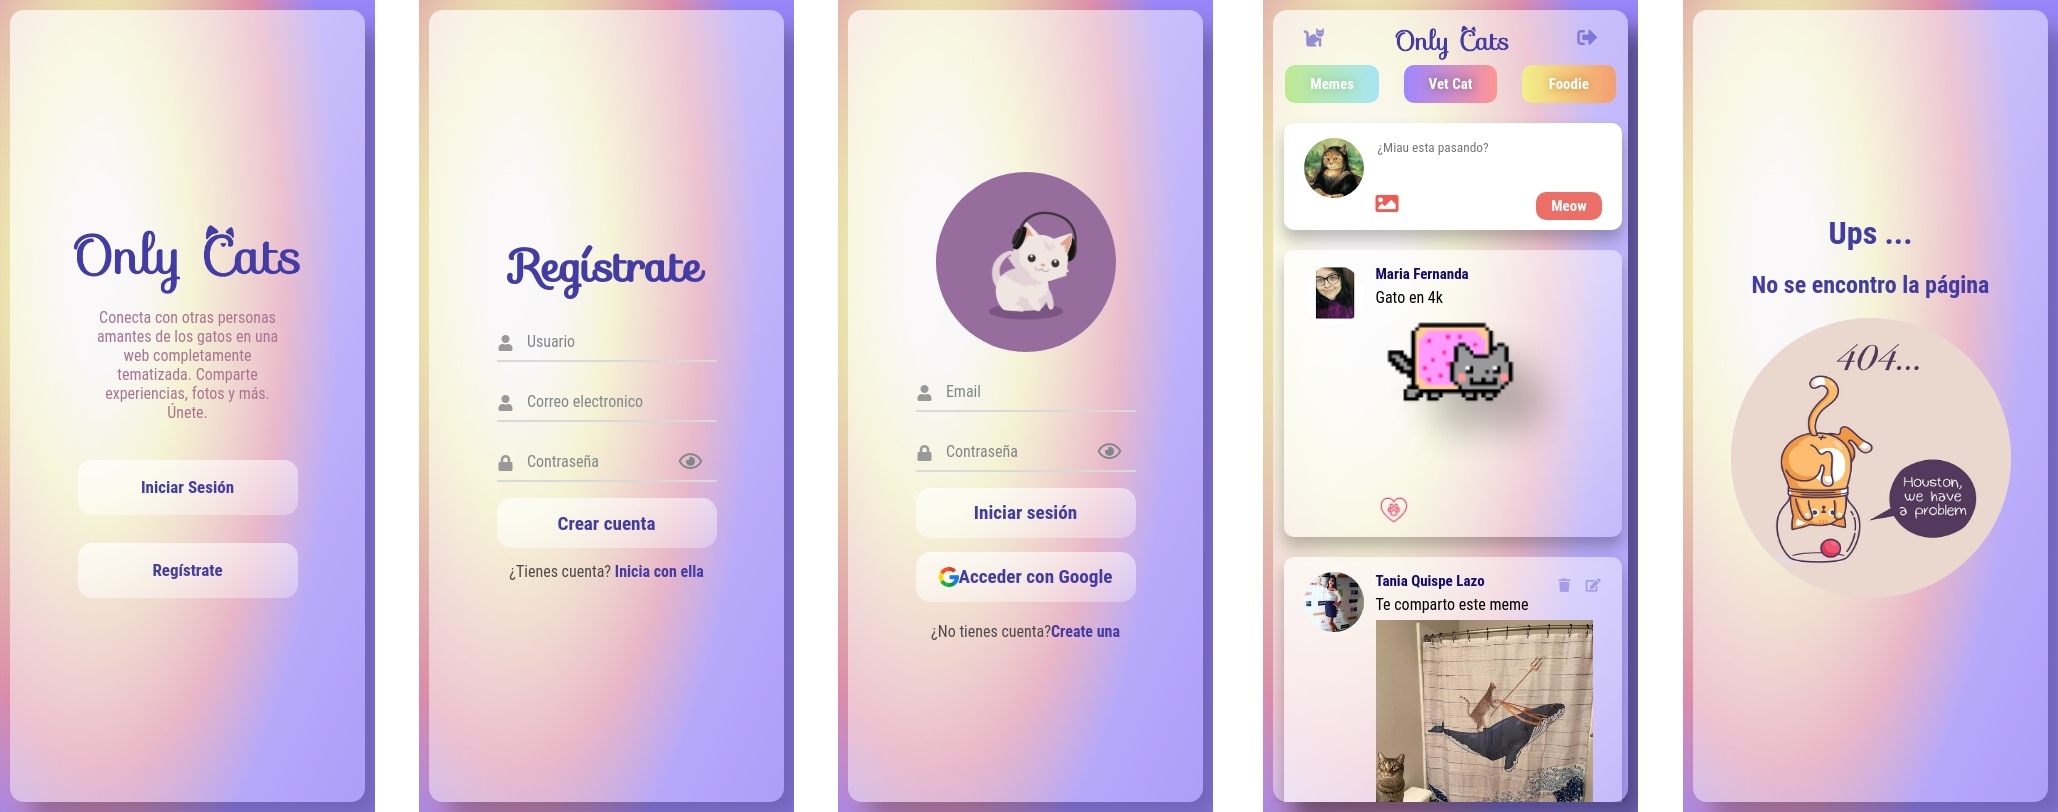 Only Cats
Conecta con otras personas
amantes de los gatos en una
web completamente
tematizada. Comparte
experiencias, fotos y más.
Únete.
Iniciar Sesión
Regístrate
Regístrate
Usuario
Correo electronico
Contraseña
Crear cuenta
¿Tienes cuenta? Inicia con ella
Email
Contraseña
Iniciar sesión
Acceder con Google
¿No tienes cuenta?Create una
Only Cats
Memes
Vet Cat
Foodie
¿Miau esta pasando?
Meow
Maria Fernanda
Gato en 4k
Tania Quispe Lazo
Te comparto este meme
Ups ...
No se encontro la página
404...
Houston,
we have
a problem